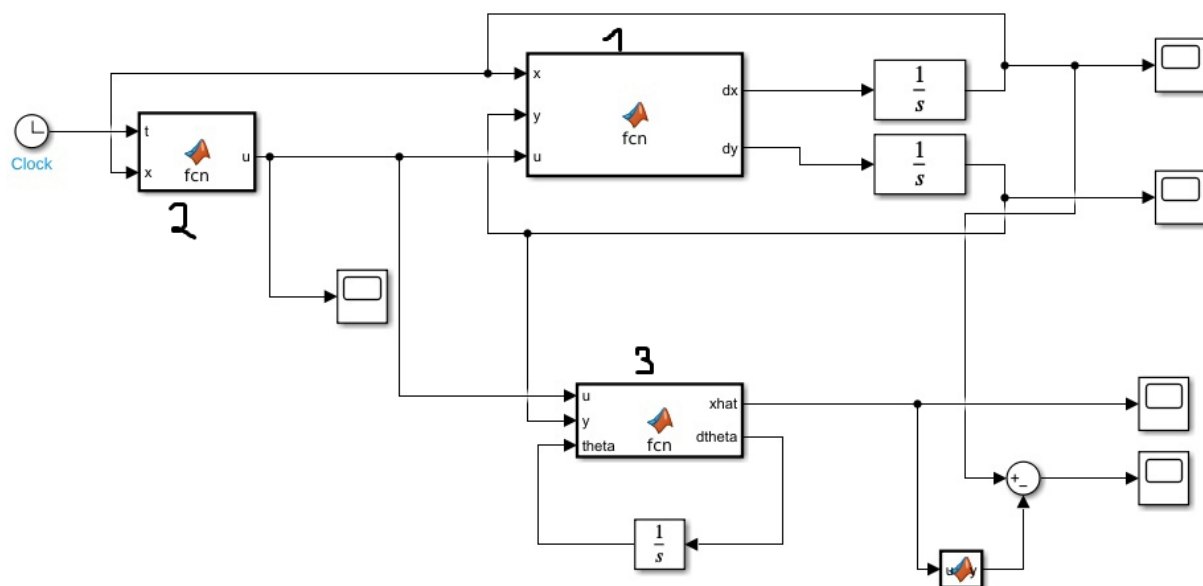 1
x
y
u
fcn
dx
dy
1
s
1
s
Clock
t
x
fcn
u
2
3
u
y
theta
fcn
xhat
dtheta
1
s
+
−
u
y